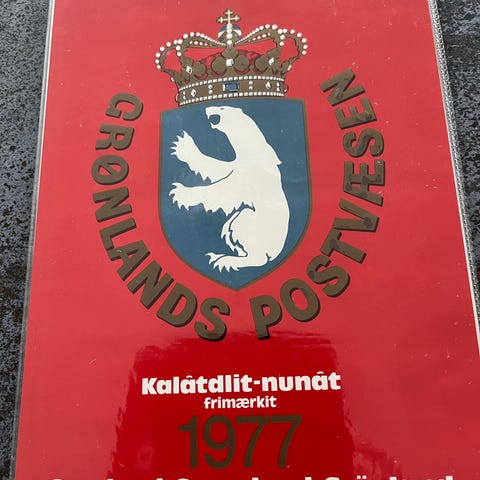 GRØNLANDS POSTVÆSEN
Kalâtdlit-nunât
frimærkit
1977